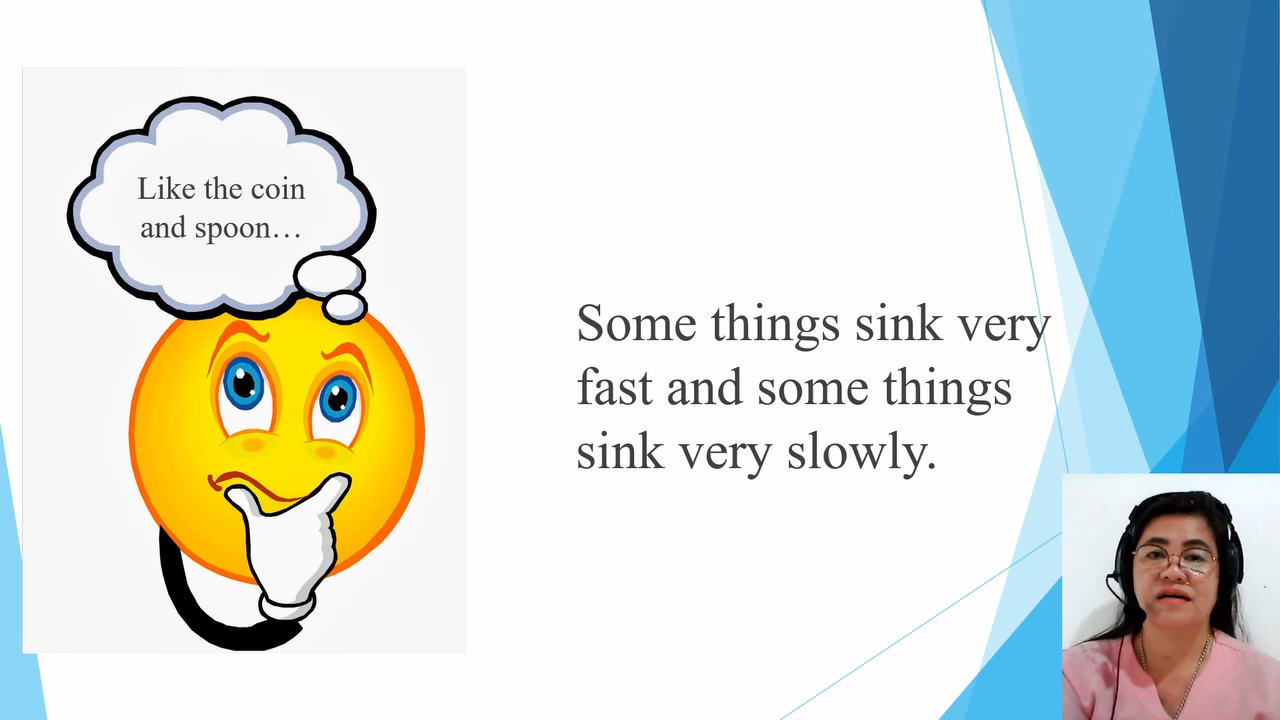 Like the coin
and spoon…
Some things sink very
fast and some things
sink very slowly.